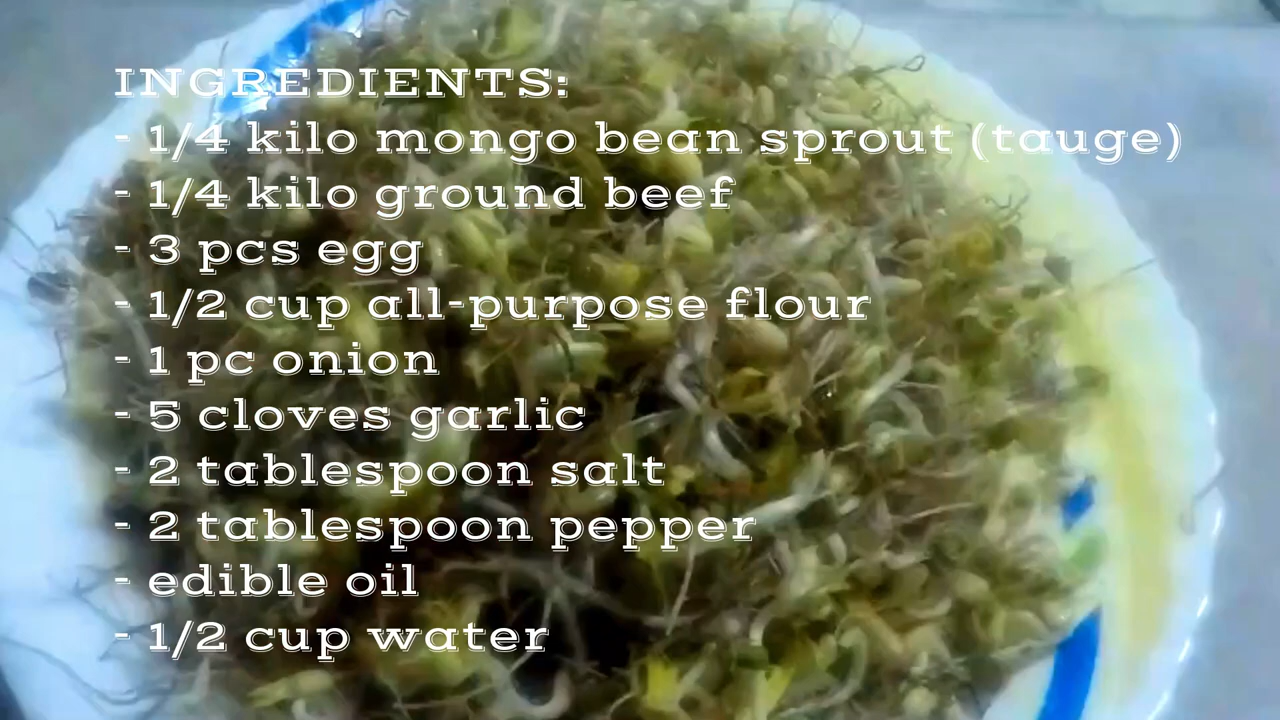 INGREDIENTS:
- 1/4 kilo mongo bean sprout (tauge)
- 1/4 kilo ground beef
- 3 pcs egg
- 1/2 cup all-purpose flour
- 1 pc onion
- 5 cloves garlic
- 2 tablespoon salt
- 2 tablespoon pepper
- edible oil
- 1/2 cup water